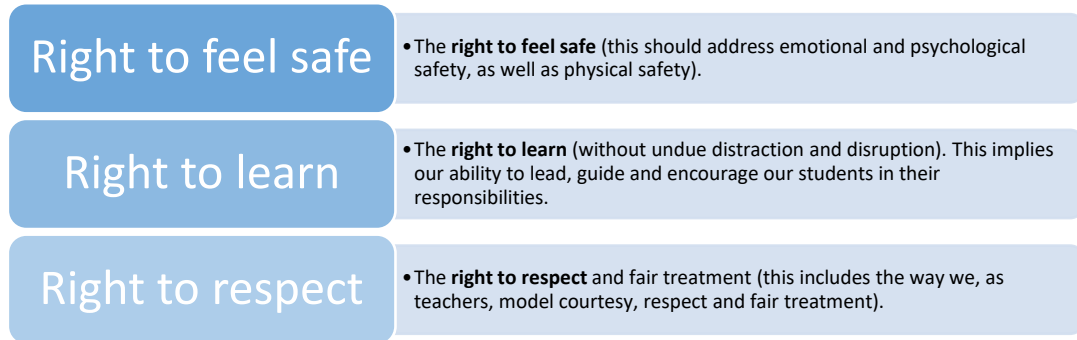 Right to feel safe
•The right to feel safe (this should address emotional and psychological
safety, as well as physical safety).
Right to learn
•The right to learn (without undue distraction and disruption). This implies
our ability to lead, guide and encourage our students in their
responsibilities.
Right to respect
•The right to respect and fair treatment (this includes the way we, as
teachers, model courtesy, respect and fair treatment).